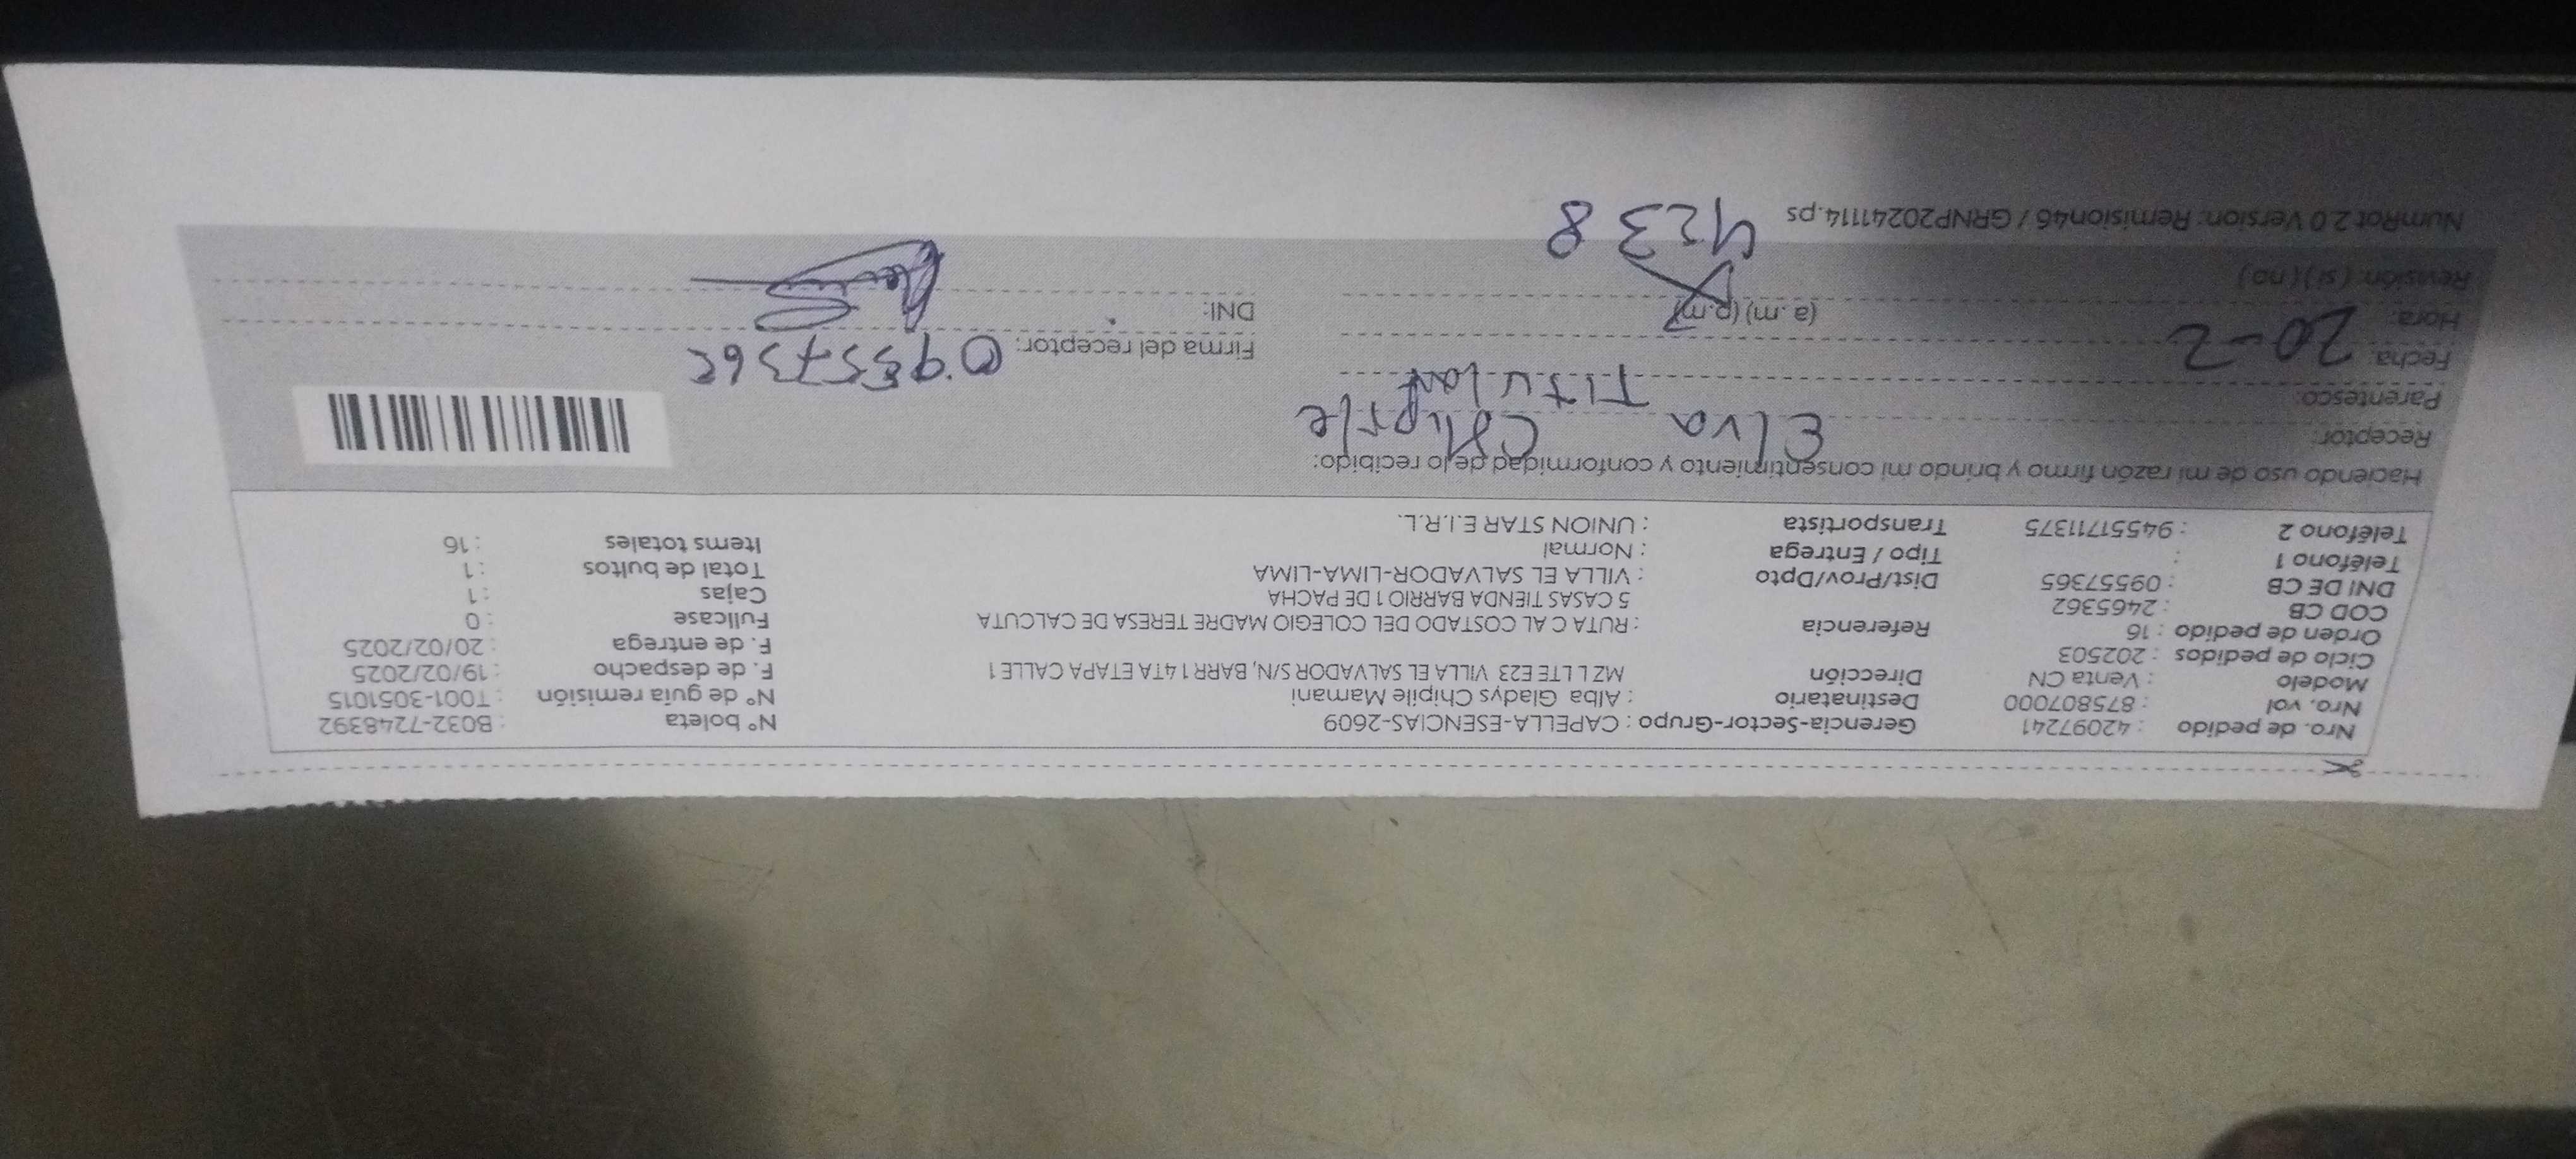 Nro. de pedido : 42097241 Gerencia-Sector-Grupo : CAPELLA-ESENCIAS-2609 Nº boleta : B032-7248392
Nro. vol : 875807000 Destinatario : Alba Gladys Chipile Mamani Nº de guía remisión : T001-3051015
Modelo : Venta CN Dirección MZ L LTE E23 VILLA EL SALVADOR S/N, BARR 1 4TA ETAPA CALLE 1 F. de despacho : 19/02/2025
Ciclo de pedidos : 202503 F. de entrega : 20/02/2025
Orden de pedido : 16 Referencia : RUTA C AL COSTADO DEL COLEGIO MADRE TERESA DE CALCUTA Fullcase : 0
COD CB : 2465362 5 CASAS TIENDA BARRIO 1 DE PACHA Cajas : 1
DNI DE CB : 09557365 Dist/Prov/Dpto : VILLA EL SALVADOR-LIMA-LIMA Total de bultos : 1
Teléfono 1 : Tipo / Entrega : Normal Items totales : 16
Teléfono 2 : 94551711375 Transportista : UNION STAR E.I.R.L.
Haciendo uso de mi razón firmo y brindo mi consentimiento y conformidad de lo recibido:
Receptor: Elva
Parentesco: Titular
Fecha: 20-2 Firma del receptor:
Hora: (a.m) (p.m) DNI:
Revisión: (si) (no)
4238
NumRot 2.0 Version: Remision46 / GRNP20241114.ps